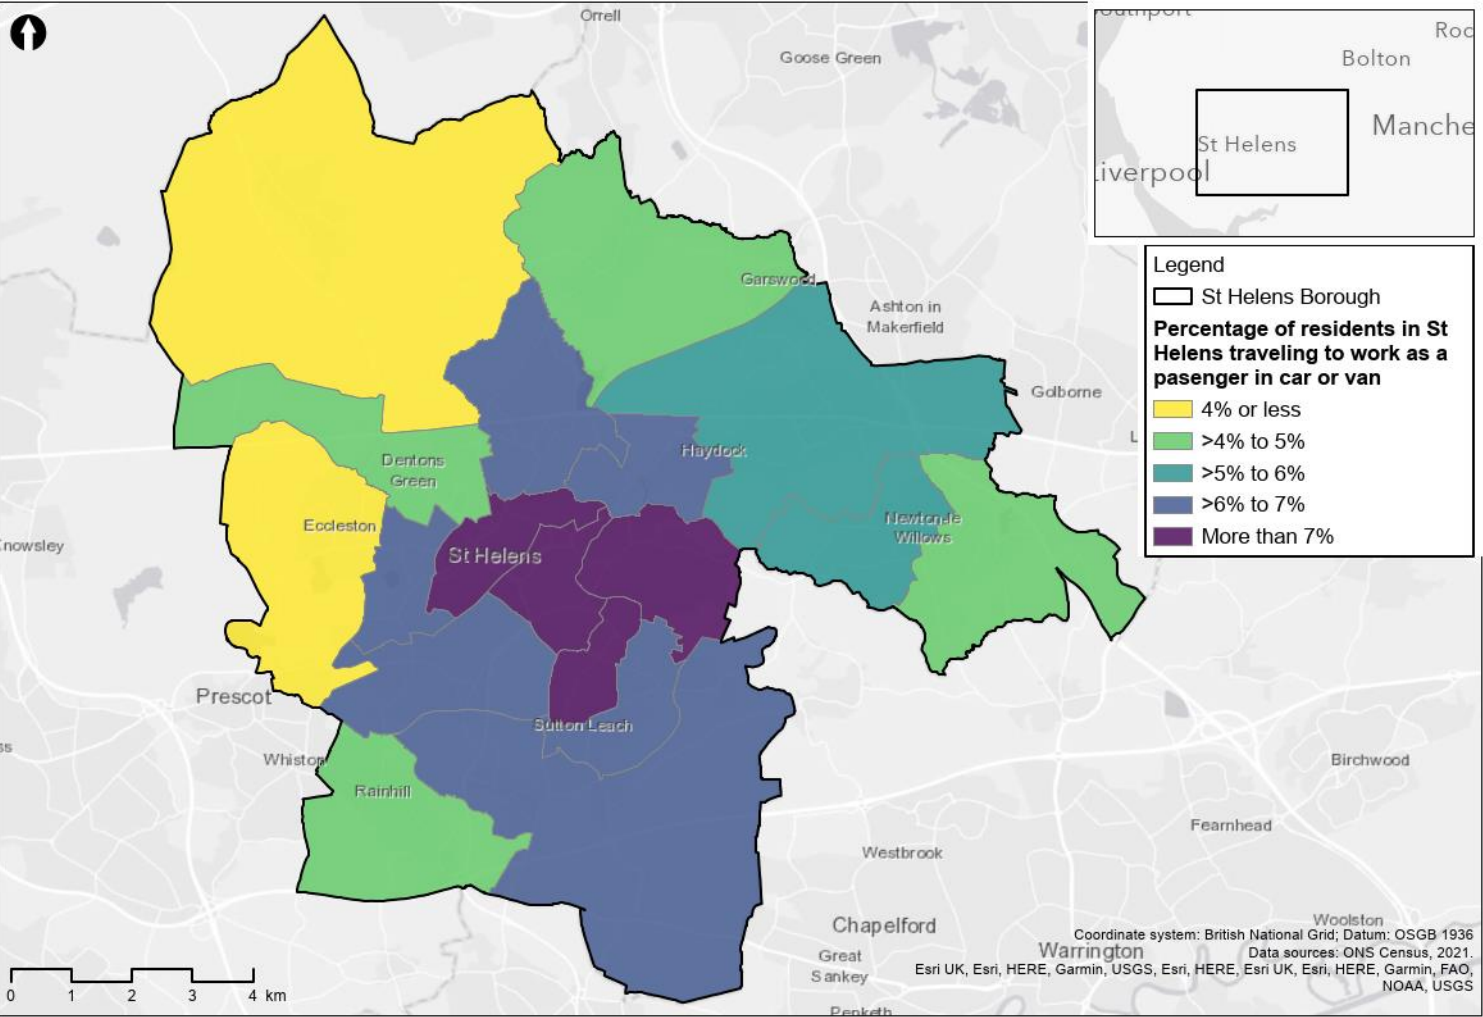 Orrell
Goose Green
Garswood
Ashton in
Makerfield
Golborne
Haydock
Dentons
Green
Eccleston
St Helens
Newton-le
Willows
Knowsley
Prescot
Whiston
Sutton Leach
Rainhill
Birchwood
Fearnhead
Westbrook
Chapelford
Great
Sankey
Woolston
Warrington
Penketh
Bolton
Manche
St Helens
Liverpool
Southport
Roc
Legend
St Helens Borough
Percentage of residents in St
Helens traveling to work as a
pasenger in car or van
4% or less
>4% to 5%
>5% to 6%
>6% to 7%
More than 7%
Coordinate system: British National Grid; Datum: OSGB 1936
Data sources: ONS Census, 2021.
Esri UK, Esri, HERE, Garmin, USGS, Esri, HERE, Esri UK, Esri, HERE, Garmin, FAO,
NOAA, USGS
0 1 2 3 4 km